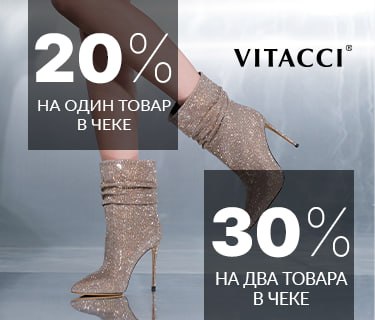 20%
НА ОДИН ТОВАР
В ЧЕКЕ
VITACCI®
30%
НА ДВА ТОВАРА
В ЧЕКЕ